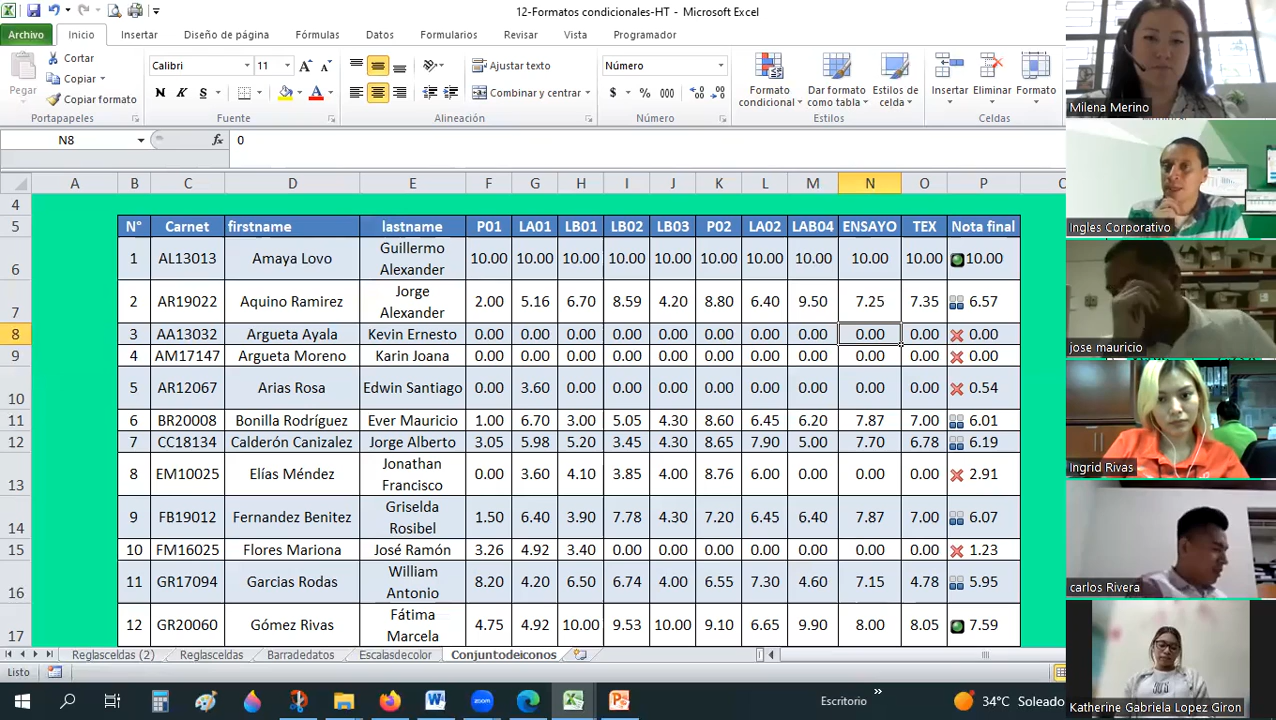 12-Formatos condicionales-HT - Microsoft Excel
Archivo Inicio Insertar Diseño de página Fórmulas Datos Formularios Revisar Vista Programador
Pegar
Cortar
Copiar
Copiar formato
Portapapeles
Calibri 11
N K S
Fuente
Ajustar texto
Combinar y centrar
Alineación
Número
$ % 000
Número
Formato condicional
Dar formato como tabla
Estilos de celda
Estilos
Insertar Eliminar Formato
Celdas
N8 fx 0
A B C D E G H I J K L M N O P
4
5 N° Carnet firstname lastname P01 LA01 LB01 LB02 LB03 P02 LA02 LAB04 ENSAYO TEX Nota final
6 1 AL13013 Amaya Lovo Guillermo Alexander 10.00 10.00 10.00 10.00 10.00 10.00 10.00 10.00 10.00 10.00 10.00
7 2 AR19022 Aquino Ramirez Jorge Alexander 2.00 5.16 6.70 8.59 4.20 8.80 6.40 9.50 7.25 7.35 6.57
8 3 AA13032 Argueta Ayala Kevin Ernesto 0.00 0.00 0.00 0.00 0.00 0.00 0.00 0.00 0.00 0.00 0.00
9 4 AM17147 Argueta Moreno Karin Joana 0.00 0.00 0.00 0.00 0.00 0.00 0.00 0.00 0.00 0.00 0.00
10 5 AR12067 Arias Rosa Edwin Santiago 0.00 3.60 0.00 0.00 0.00 0.00 0.00 0.00 0.00 0.00 0.54
11 6 BR20008 Bonilla Rodríguez Ever Mauricio 1.00 6.70 3.00 5.05 4.30 8.60 6.45 6.20 7.87 7.00 6.01
12 7 CC18134 Calderón Canizalez Jorge Alberto 3.05 5.98 5.20 3.45 4.30 8.65 7.90 5.00 7.70 6.78 6.19
13 8 EM10025 Elías Méndez Jonathan Francisco 0.00 3.60 4.10 3.85 4.00 8.76 6.00 0.00 0.00 0.00 2.91
14 9 FB19012 Fernandez Benitez Griselda Rosibel 1.50 6.40 3.90 7.78 4.30 7.20 6.45 6.40 7.87 7.00 6.07
15 10 FM16025 Flores Mariona José Ramón 3.26 4.92 3.40 0.00 0.00 0.00 0.00 0.00 0.00 0.00 1.23
16 11 GR17094 Garcias Rodas William Antonia 8.20 4.20 6.50 6.74 4.00 6.55 7.30 4.60 7.15 4.78 5.95
17 12 GR20060 Gómez Rivas Fátima Marcela 4.75 4.92 10.00 9.53 10.00 9.10 6.65 9.90 8.00 8.05 7.59
Reglasceldas (2) Reglasceldas Barradedatos Escalasdecolor Conjuntodeiconos
Listo
Escritorio » 34°C Soleado
Milena Merino
Ingles Corporativo
jose mauricio
Ingrid Rivas
carlos Rivera
Katherine Gabriela Lopez Giron